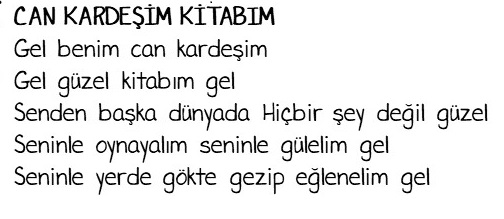 CAN KARDEŞİM KİTABIM
Gel benim can kardeşim
Gel güzel kitabım gel
Senden başka dünyada Hiçbir şey değil güzel
Seninle oynayalım seninle gülelim gel
Seninle yerde gökte gezip eğlenelim gel